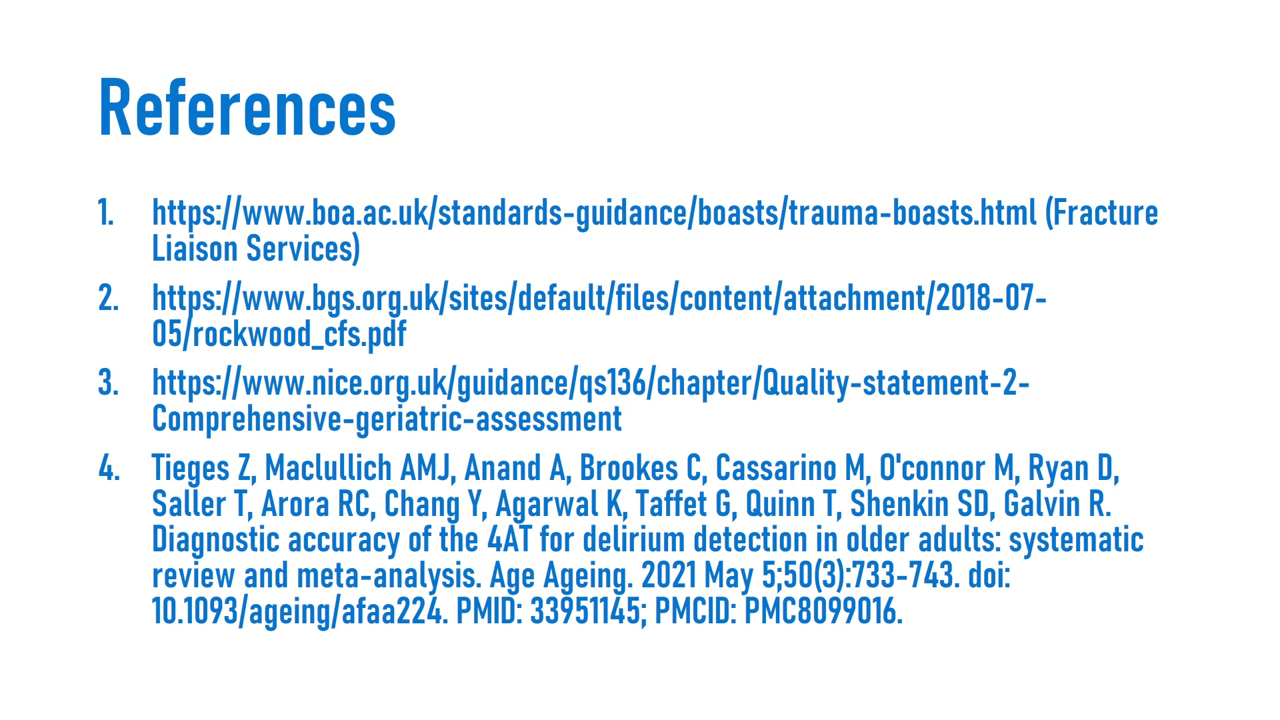 References
1. https://www.boa.ac.uk/standards-guidance/boasts/trauma-boasts.html (Fracture
Liaison Services)
2. https://www.bgs.org.uk/sites/default/files/content/attachment/2018-07-
05/rockwood_cfs.pdf
3. https://www.nice.org.uk/guidance/qs136/chapter/Quality-statement-2-
Comprehensive-geriatric-assessment
4. Tieges Z, Maclullich AMJ, Anand A, Brookes C, Cassarino M, O'connor M, Ryan D,
Saller T, Arora RC, Chang Y, Agarwal K, Taffet G, Quinn T, Shenkin SD, Galvin R.
Diagnostic accuracy of the 4AT for delirium detection in older adults: systematic
review and meta-analysis. Age Ageing. 2021 May 5;50(3):733-743. doi:
10.1093/ageing/afaa224. PMID: 33951145; PMCID: PMC8099016.